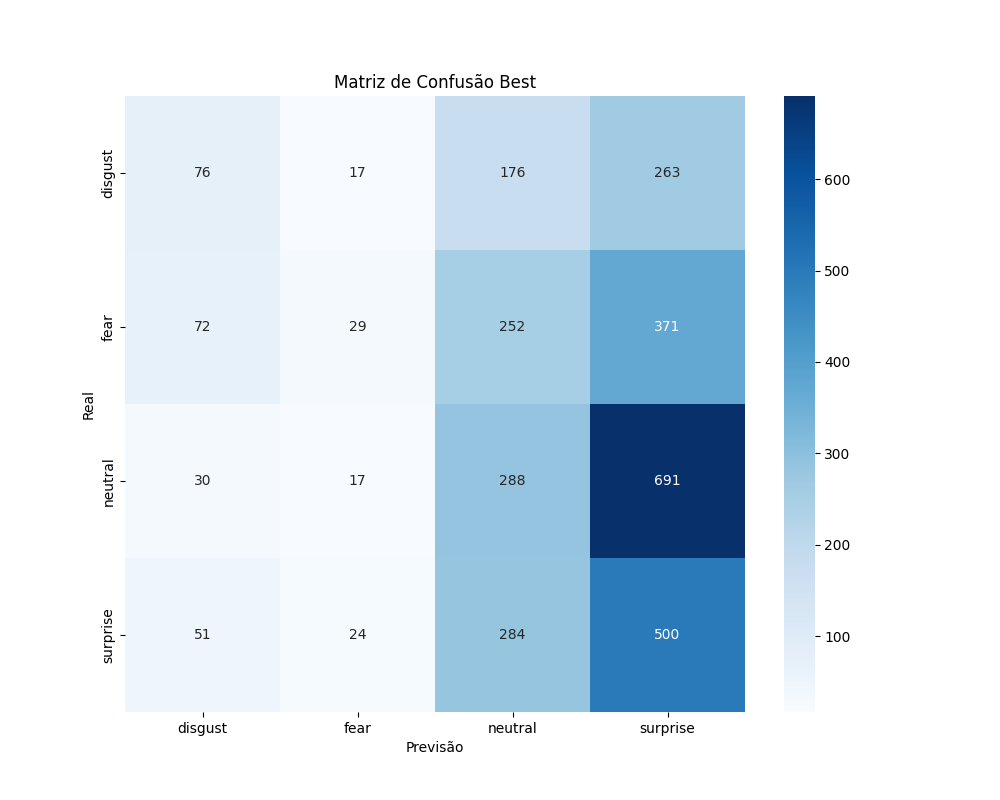 Matriz de Confusão Best
disgust 76 17 176 263
fear 72 29 252 371
neutral 30 17 288 691
surprise 51 24 284 500
disgust fear neutral surprise
Previsão
Real
600
500
400
300
200
100